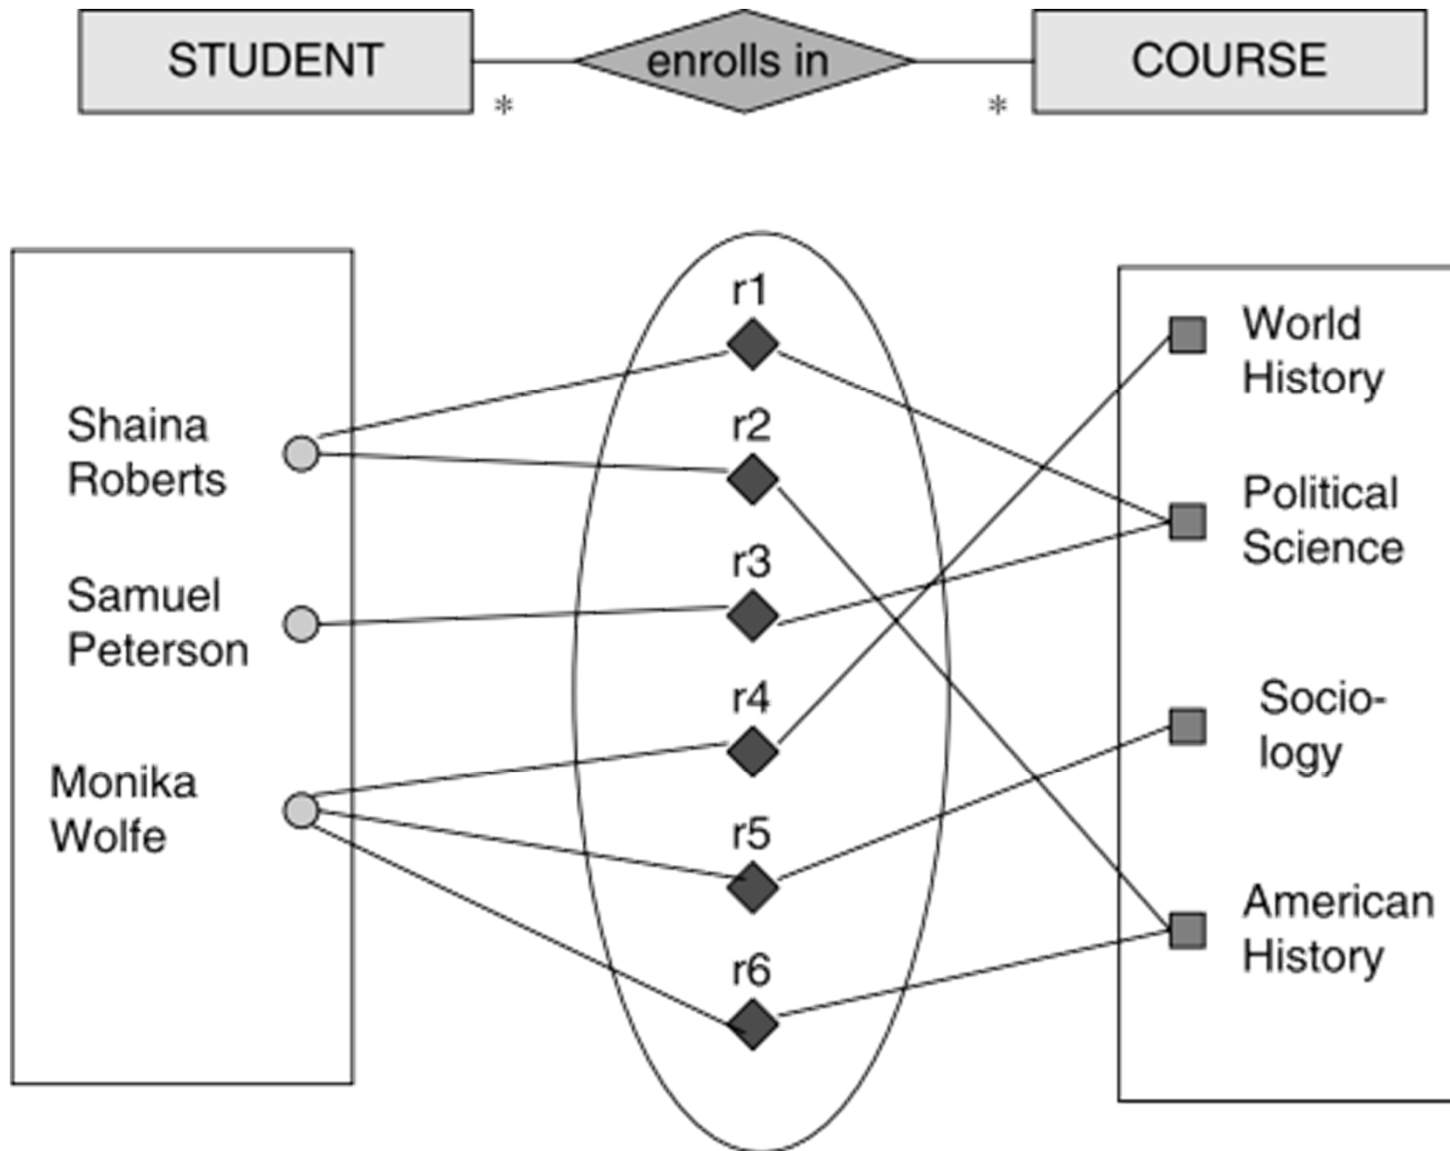 STUDENT
enrolls in
COURSE
*
*
r1
r2
r3
r4
r5
r6
Shaina
Roberts
Samuel
Peterson
Monika
Wolfe
World
History
Political
Science
Socio-
logy
American
History